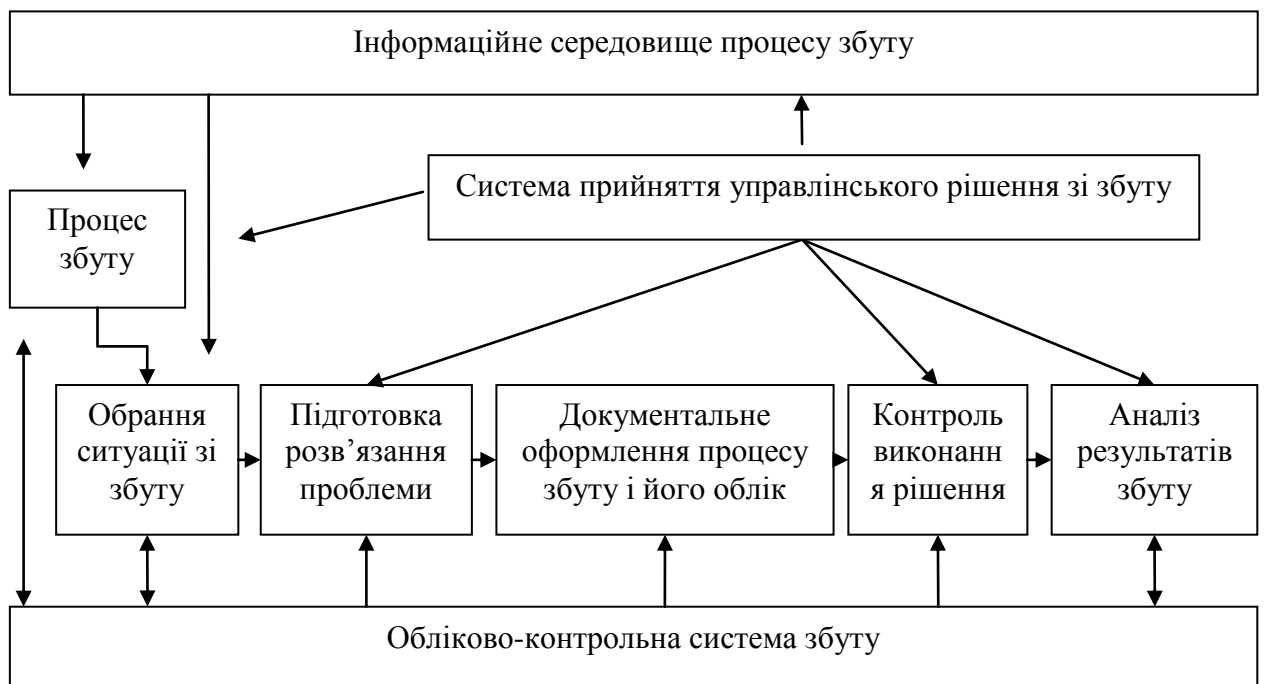 Інформаційне середовище процесу збуту
Система прийняття управлінського рішення зі збуту
Процес
збуту
Обрання
ситуації зі
збуту
Підготовка
розв’язання
проблеми
Документальне
оформлення процесу
збуту і його облік
Контроль
виконанн
я рішення
Аналіз
результатів
збуту
Обліково-контрольна система збуту